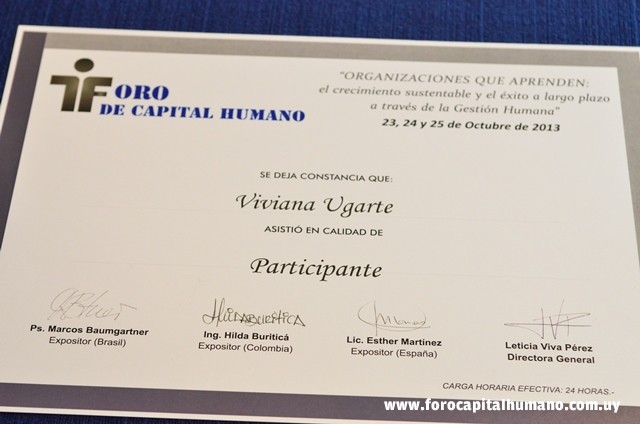 FORO
DE CAPITAL HUMANO
"ORGANIZACIONES QUE APRENDEN:
el crecimiento sustentable y el éxito a largo plazo
a través de la Gestión Humana"
23, 24 y 25 de Octubre de 2013
SE DEJA CONSTANCIA QUE:
Viviana Ugarte
ASISTIÓ EN CALIDAD DE
Participante
HILDA BURITICA
Ps. Marcos Baumgartner
Expositor (Brasil)
Ing. Hilda Buriticá
Expositor (Colombia)
Lic. Esther Martínez
Expositor (España)
Leticia Viva Pérez
Directora General
CARGA HORARIA EFECTIVA: 24 HORAS.-
www.forocapitalhumano.com.uy